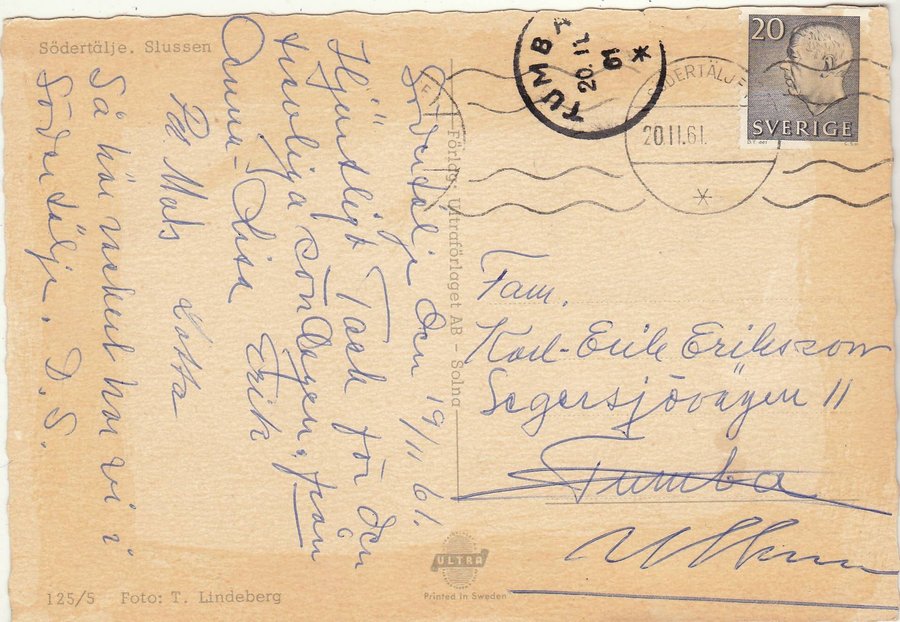 Södertälje. Slussen
Södertälje den 19/11 61.
Hjärtligt Tack för den
trevliga söndagen, från
Anna-Lisa Erik
Pg Mats Lotta
Så här vackert har vi i
Södertälje. D.S.
Förlag: Ultraförlaget AB - Solna
TUMBA
20.11.
61
*
SÖDERTÄLJE
20.11.61.
*
20
SVERIGE
Fam.
Karl-Erik Eriksson
Segersjövägen 11
Tumba
ULTRA
Printed in Sweden
125/5 Foto: T. Lindeberg